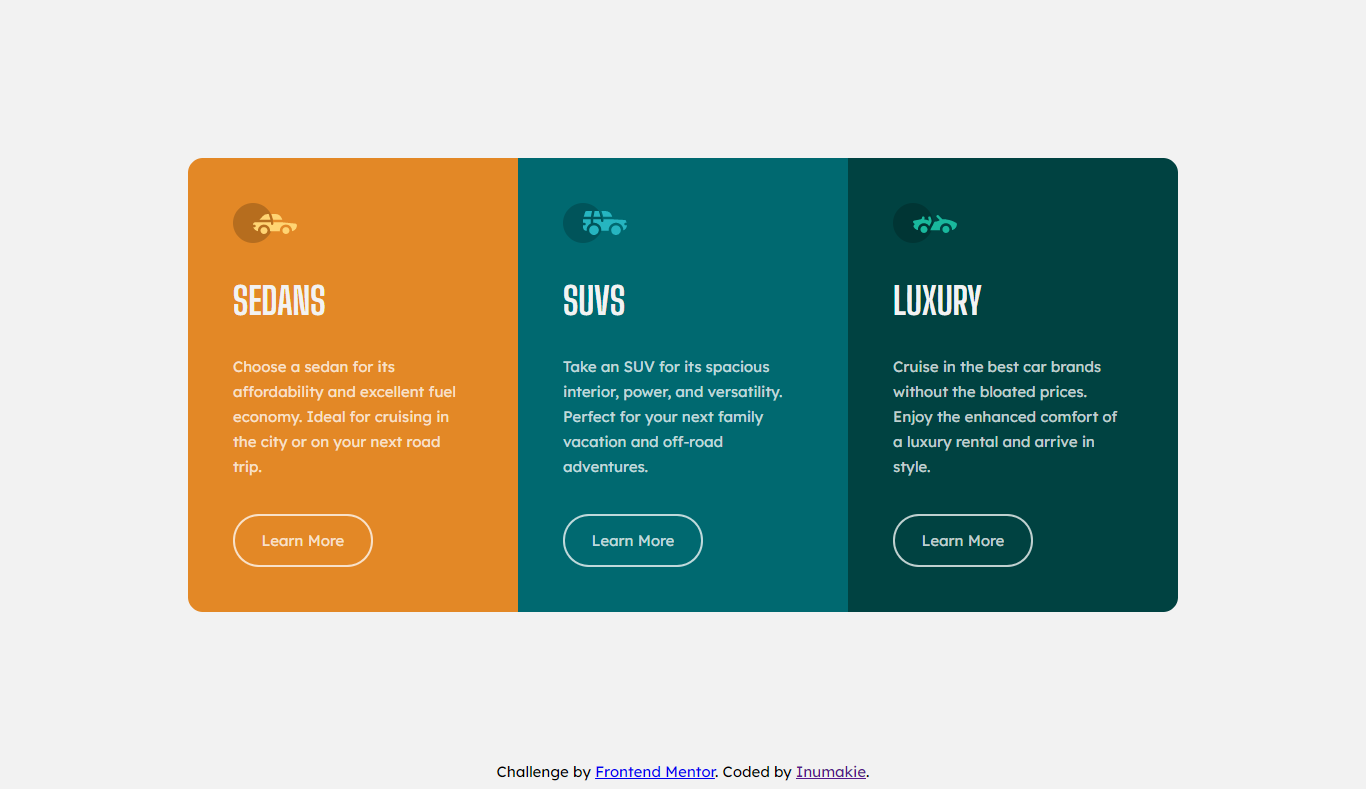 SEDANS
Choose a sedan for its
affordability and excellent fuel
economy. Ideal for cruising in
the city or on your next road
trip.
Learn More
SUVS
Take an SUV for its spacious
interior, power, and versatility.
Perfect for your next family
vacation and off-road
adventures.
Learn More
LUXURY
Cruise in the best car brands
without the bloated prices.
Enjoy the enhanced comfort of
a luxury rental and arrive in
style.
Learn More
Challenge by Frontend Mentor. Coded by Inumakie.